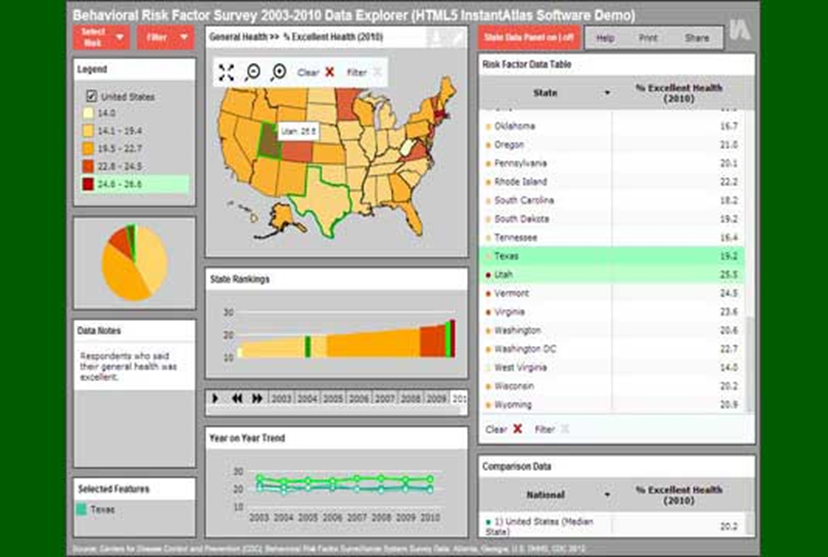 Behavioral Risk Factor Survey 2003-2010 Data Explorer (HTML5 InstantAtlas Software Demo)
Select Risk
Filter
Legend
United States
14.0
14.1 - 19.4
19.5 - 22.7
22.8 - 24.5
24.6 - 26.6
Data Notes
Respondents who said
their general health was
excellent.
Selected Features
Texas
General Health >> % Excellent Health (2010)
Clear
Filter
Utah, 25.5
State Rankings
30
20
10
2003 2004 2005 2006 2007 2008 2009 201
Year on Year Trend
30
20
10
2003 2004 2005 2006 2007 2008 2009 2010
State Data Panel on | off
Help Print Share
IA
Risk Factor Data Table
State
% Excellent Health
(2010)
Oklahoma 16.7
Oregon 21.0
Pennsylvania 20.1
Rhode Island 22.2
South Carolina 18.2
South Dakota 19.2
Tennessee 16.4
Texas 19.2
Utah 25.5
Vermont 24.5
Virginia 23.6
Washington 20.6
Washington DC 22.7
West Virginia 14.0
Wisconsin 20.2
Wyoming 20.9
Clear Filter
Comparison Data
National
% Excellent Health
(2010)
1) United States (Median
State) 20.2
Source: Centers for Disease Control and Prevention (CDC). Behavioral Risk Factor Surveillance System Survey Data. Atlanta, Georgia, U.S. DHHS, CDC 2012